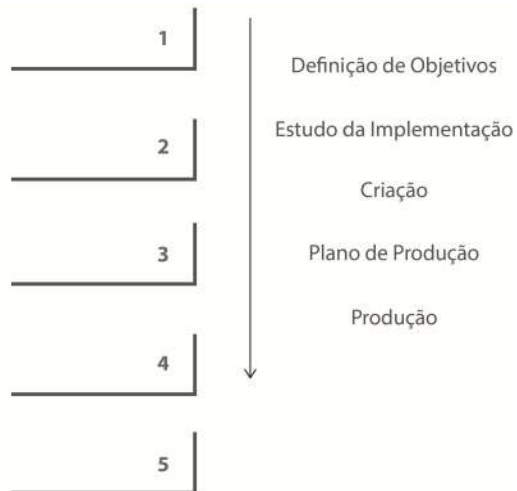 1
Definição de Objetivos
Estudo da Implementação
2
Criação
3
Plano de Produção
Produção
4
5